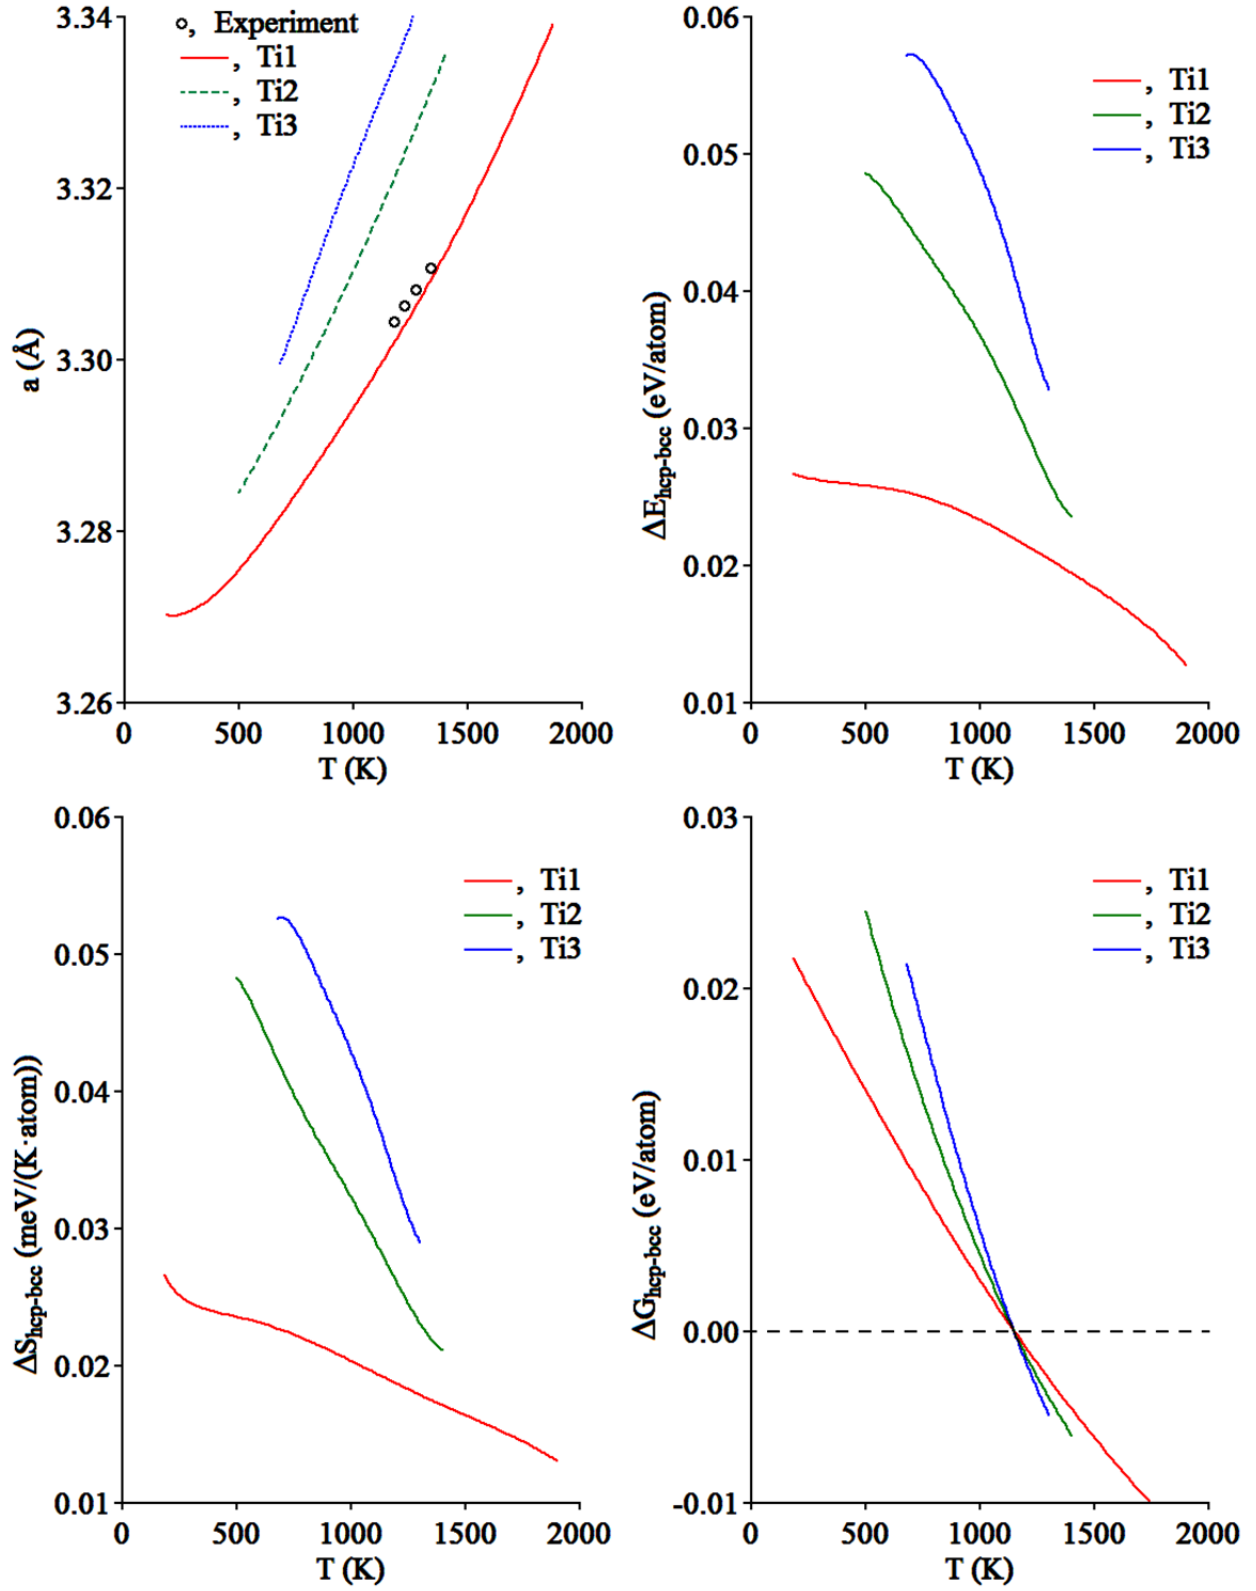 3.34
3.32
3.30
3.28
3.26
a (Å)
0
500
1000
1500
2000
T (K)
, Experiment
, Ti1
, Ti2
, Ti3
0.06
0.05
0.04
0.03
0.02
0.01
ΔEhcp-bcc (eV/atom)
0
500
1000
1500
2000
T (K)
, Ti1
, Ti2
, Ti3
0.06
0.05
0.04
0.03
0.02
0.01
ΔShcp-bcc (meV/(K·atom))
0
500
1000
1500
2000
T (K)
, Ti1
, Ti2
, Ti3
0.03
0.02
0.01
0.00
-0.01
ΔGhcp-bcc (eV/atom)
0
500
1000
1500
2000
T (K)
, Ti1
, Ti2
, Ti3